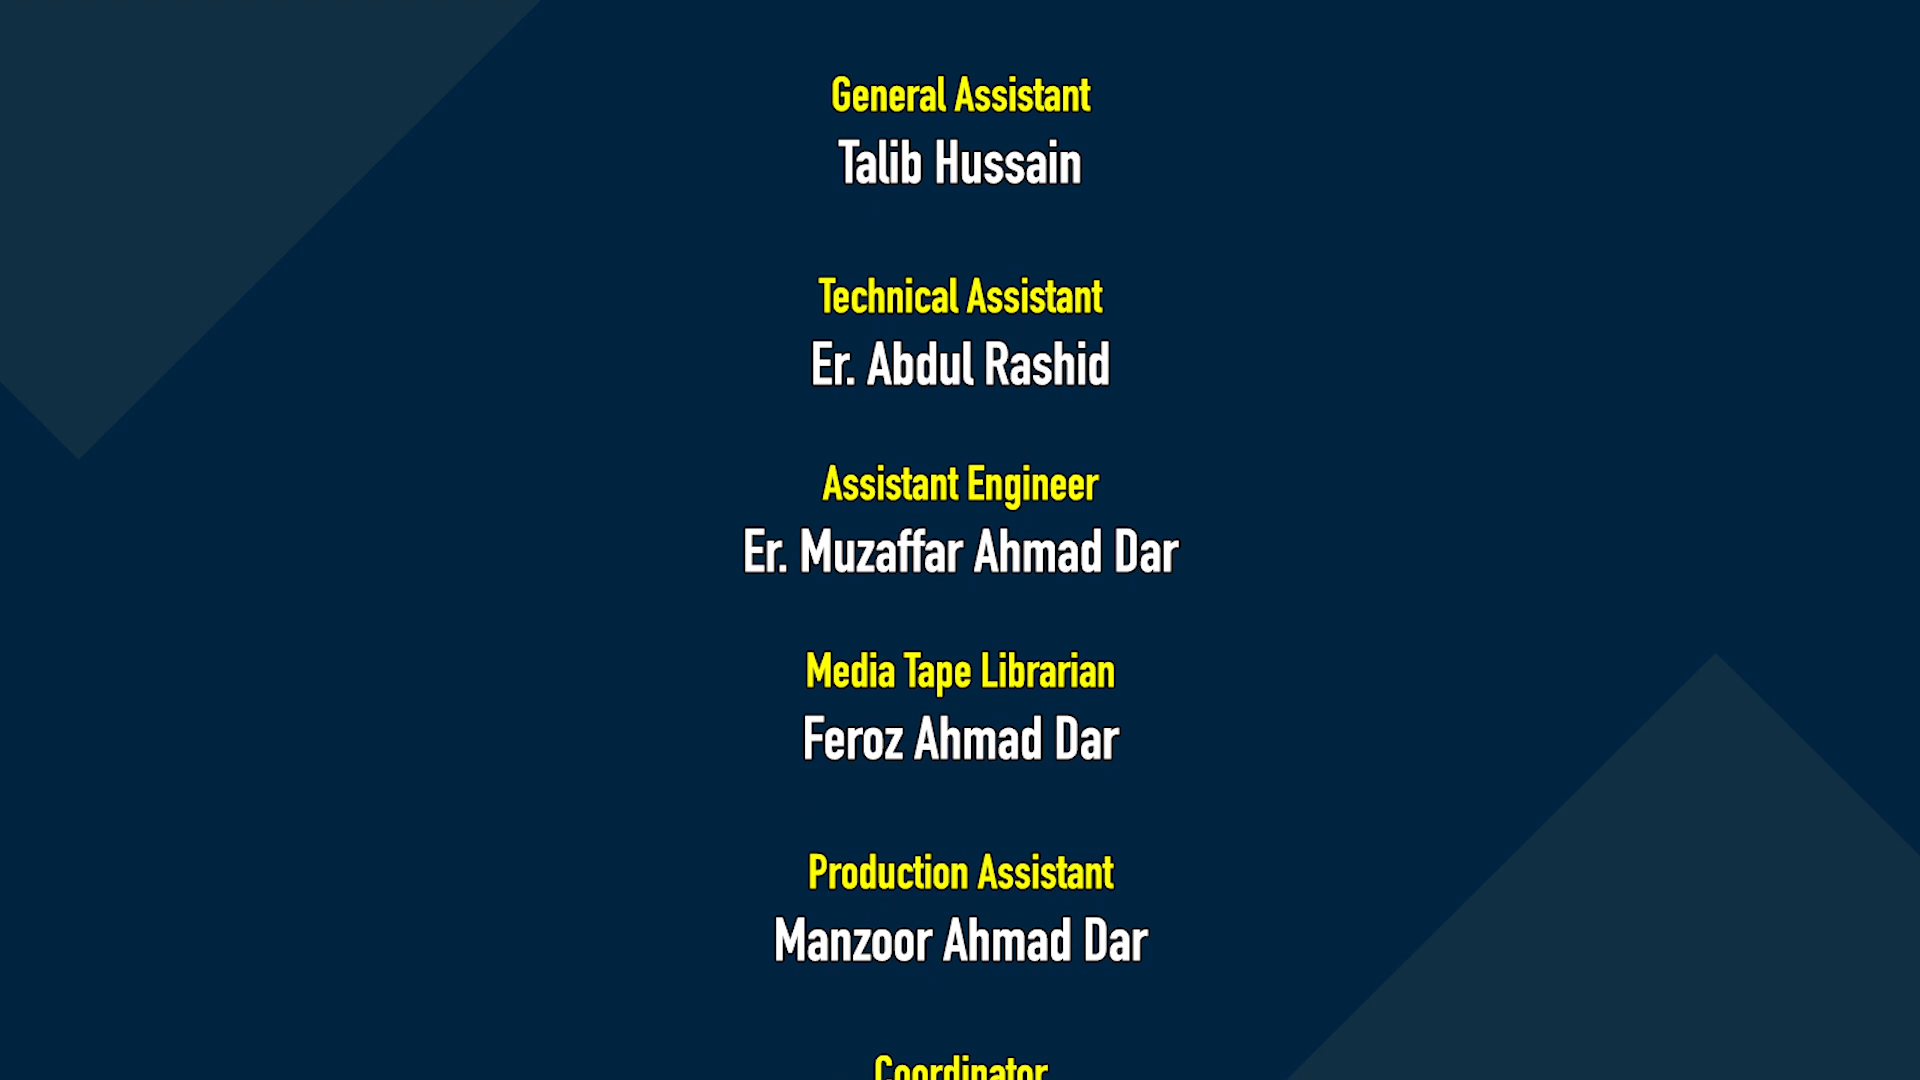 General Assistant
Talib Hussain
Technical Assistant
Er. Abdul Rashid
Assistant Engineer
Er. Muzaffar Ahmad Dar
Media Tape Librarian
Feroz Ahmad Dar
Production Assistant
Manzoor Ahmad Dar
Coordinator